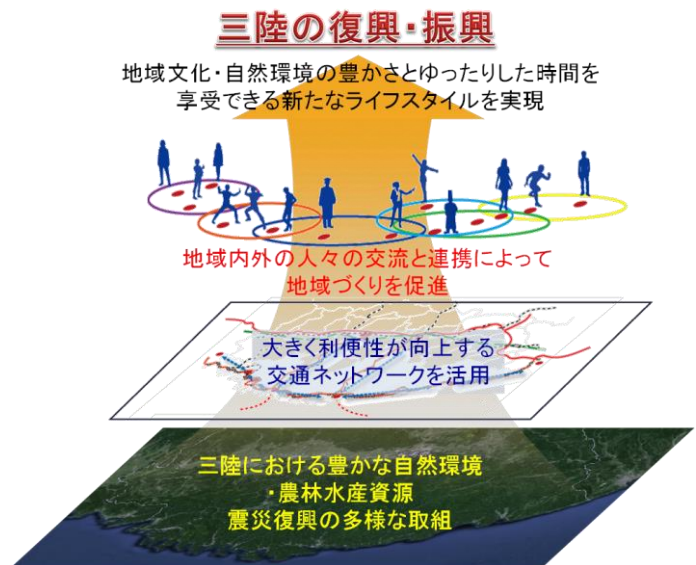 三陸の復興・振興
地域文化・自然環境の豊かさとゆったりした時間を
享受できる新たなライフスタイルを実現
地域内外の人々の交流と連携によって
地域づくりを促進
大きく利便性が向上する
交通ネットワークを活用
三陸における豊かな自然環境
・農林水産資源
震災復興の多様な取組